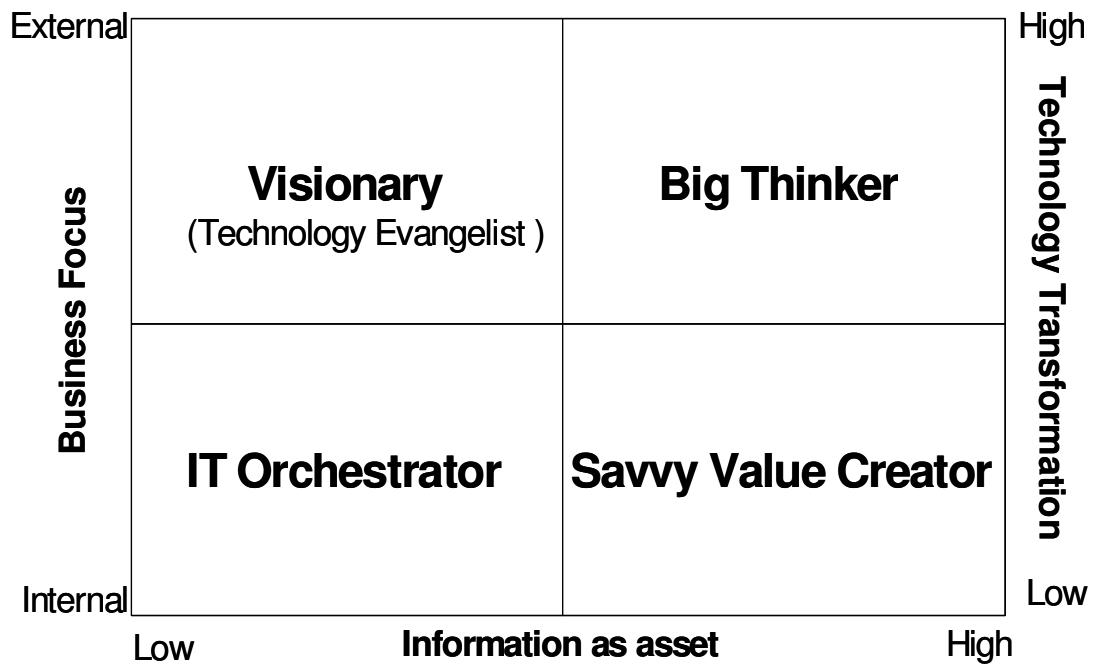 External
High
Visionary
(Technology Evangelist )
Big Thinker
Business Focus
Technology Transformation
IT Orchestrator
Savvy Value Creator
Internal
Low
Low
Information as asset
High